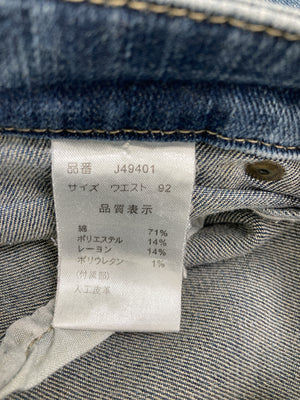 品番 J49401
サイズ ウエスト 92
品質表示
綿 71%
ポリエステル 14%
レーヨン 14%
ポリウレタン 1%
(付属部)
人工皮革